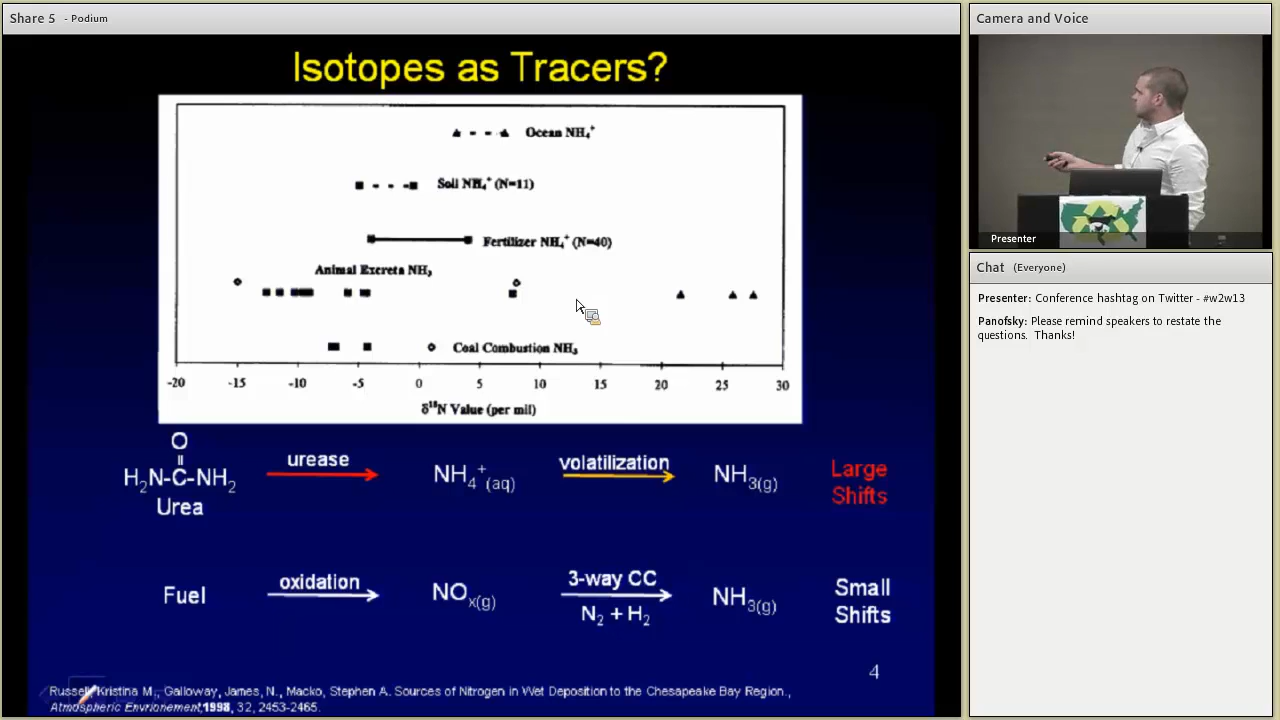 Share 5 - Podium
Isotopes as Tracers?
Ocean NH4+
Soil NH4+ (N=11)
Fertilizer NH4+ (N=40)
Animal Excreta NH3
Coal Combustion NH3
-20 -15 -10 -5 0 5 10 15 20 25 30
δ15N Value (per mil)
O
H2N-C-NH2
Urea
urease
NH4+(aq)
volatilization
NH3(g)
Large
Shifts
Fuel
oxidation
NOx(g)
3-way CC
N2 + H2
NH3(g)
Small
Shifts
4
Russell, Kristina M., Galloway, James, N., Macko, Stephen A. Sources of Nitrogen in Wet Deposition to the Chesapeake Bay Region.,
Atmospheric Envrionement,1998, 32, 2453-2465.
Camera and Voice
Presenter
Chat (Everyone)
Presenter: Conference hashtag on Twitter - #w2w13
Panofsky: Please remind speakers to restate the
questions. Thanks!